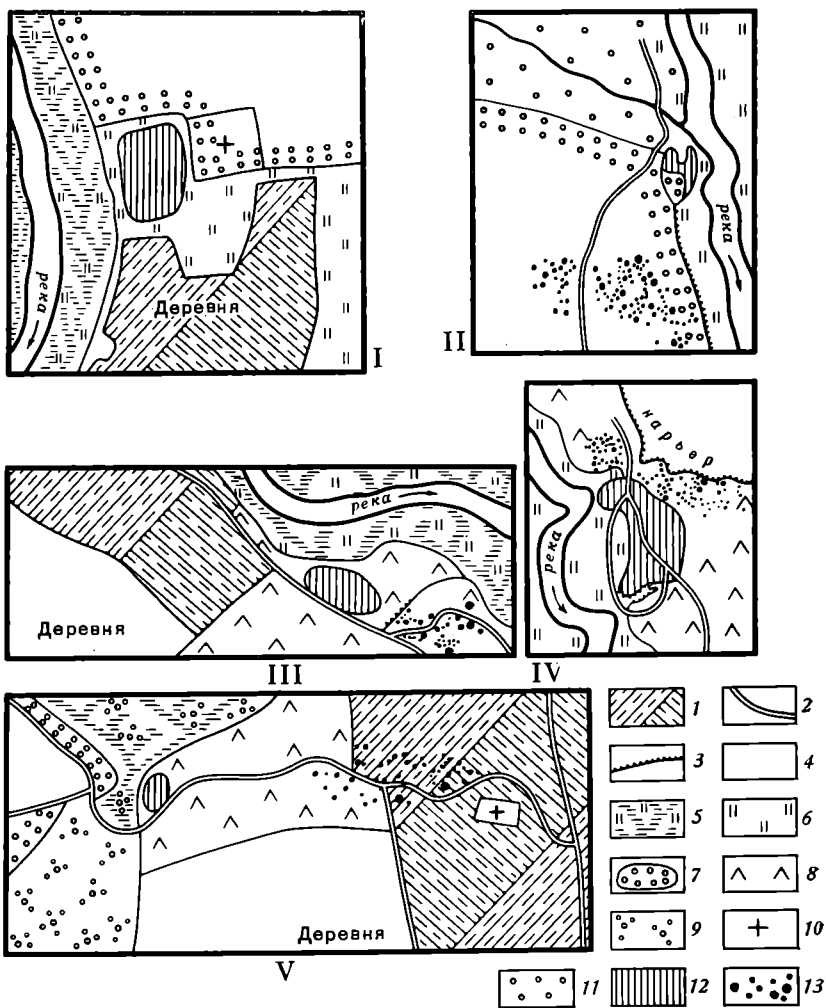 река
Деревня
I
река
II
река
Деревня
III
карьер
река
IV
Деревня
V
1
2
3
4
5
6
7
8
9
10
11
12
13